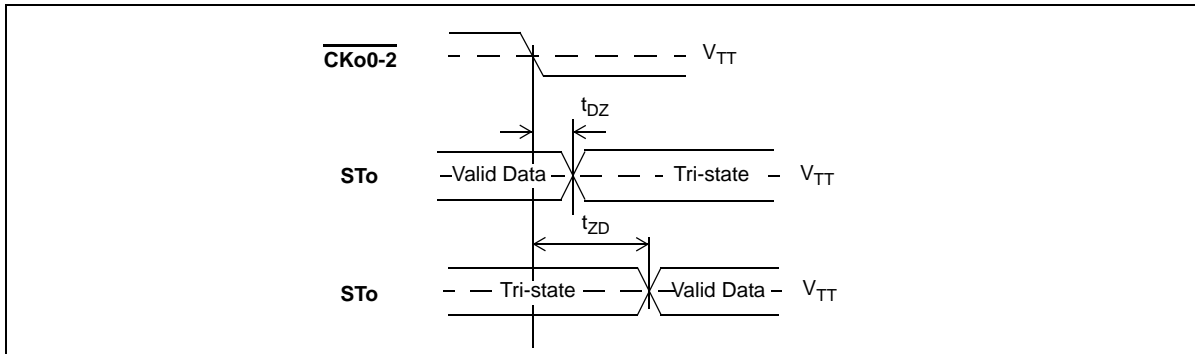 CKo0-2
VTT
tDZ
STo
Valid Data
Tri-state
VTT
tZD
STo
Tri-state
Valid Data
VTT